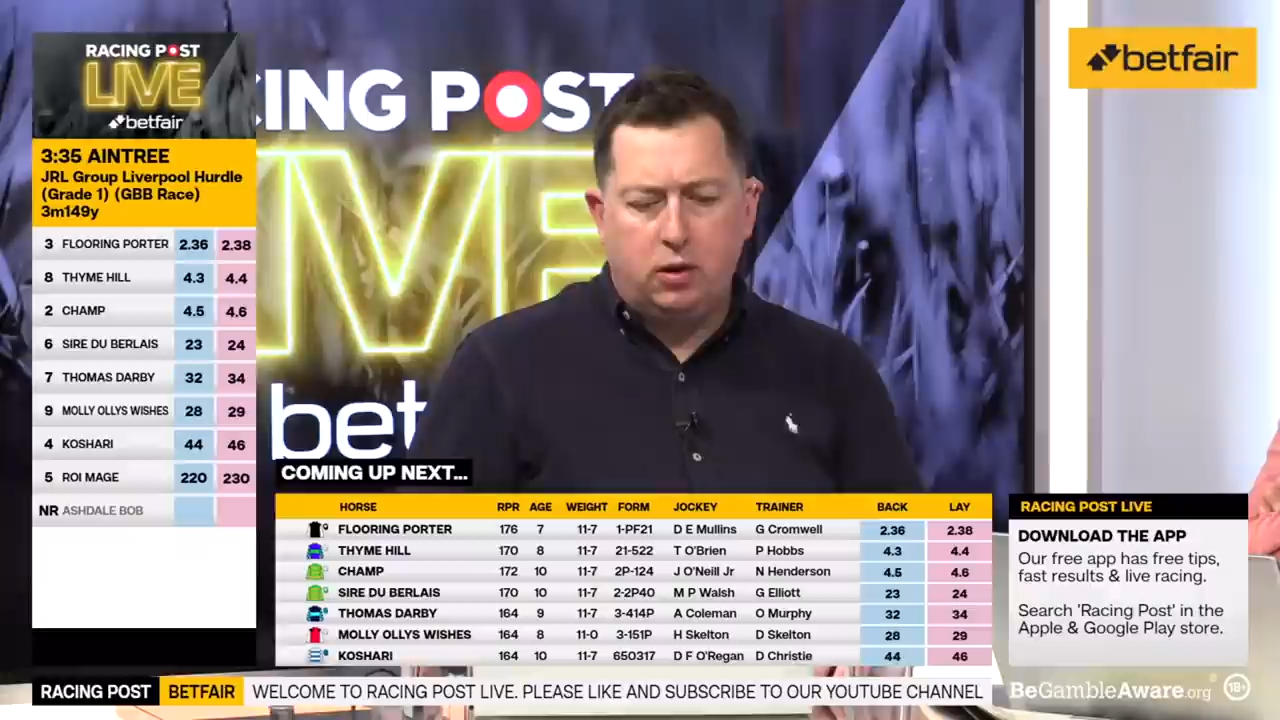 RACING POST
LIVE
betfair
3:35 AINTREE
JRL Group Liverpool Hurdle
(Grade 1) (GBB Race)
3m149y
3 FLOORING PORTER 2.36 2.38
8 THYME HILL 4.3 4.4
2 CHAMP 4.5 4.6
6 SIRE DU BERLAIS 23 24
7 THOMAS DARBY 32 34
9 MOLLY OLLYS WISHES 28 29
4 KOSHARI 44 46
5 ROI MAGE 220 230
NR ASHDALE BOB
CING POST
IVE
bet
betfair
COMING UP NEXT...
HORSE RPR AGE WEIGHT FORM JOCKEY TRAINER BACK LAY
FLOORING PORTER 176 7 11-7 1-PF21 D E Mullins G Cromwell 2.36 2.38
THYME HILL 170 8 11-7 21-522 T O'Brien P Hobbs 4.3 4.4
CHAMP 172 10 11-7 2P-124 J O'Neill Jr N Henderson 4.5 4.6
SIRE DU BERLAIS 170 10 11-7 2-2P40 M P Walsh G Elliott 23 24
THOMAS DARBY 164 9 11-7 3-414P A Coleman O Murphy 32 34
MOLLY OLLYS WISHES 164 8 11-0 3-151P H Skelton D Skelton 28 29
KOSHARI 164 10 11-7 650317 D F O'Regan D Christie 44 46
RACING POST LIVE
DOWNLOAD THE APP
Our free app has free tips,
fast results & live racing.
Search 'Racing Post' in the
Apple & Google Play store.
RACING POST BETFAIR WELCOME TO RACING POST LIVE. PLEASE LIKE AND SUBSCRIBE TO OUR YOUTUBE CHANNEL
BeGambleAware.org 18+